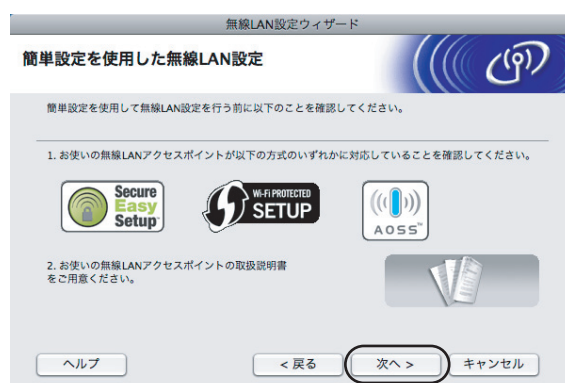 無線LAN設定ウィザード
簡単設定を使用した無線LAN設定
簡単設定を使用して無線LAN設定を行う前に以下のことを確認してください。
1. お使いの無線LANアクセスポイントが以下の方式のいずれかに対応していることを確認してください。
Secure
Easy
Setup
Wi-Fi PROTECTED
SETUP
AOSS™
2. お使いの無線LANアクセスポイントの取扱説明書
をご用意ください。
ヘルプ
< 戻る
次へ >
キャンセル